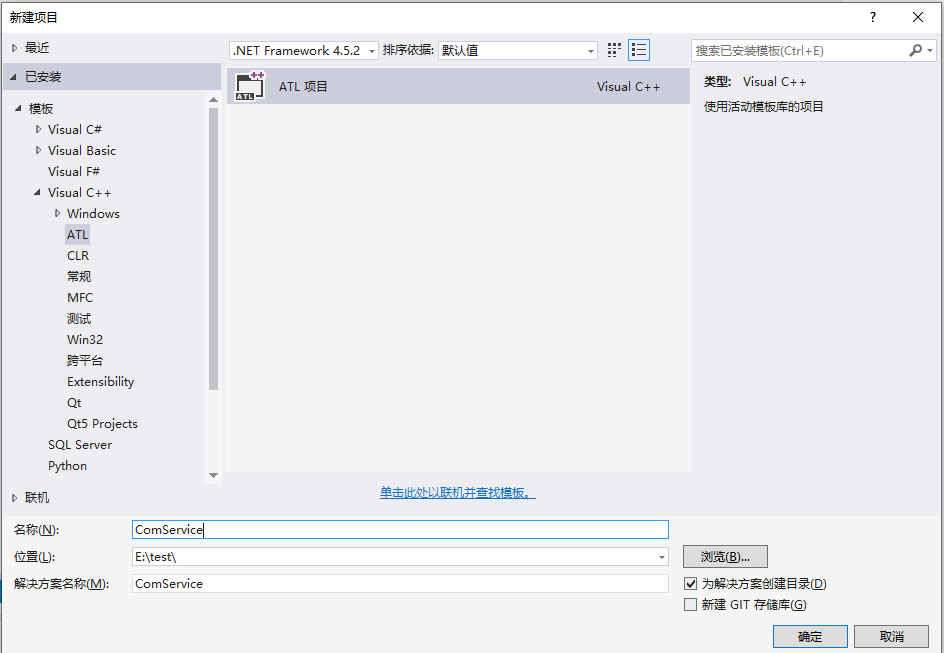 新建项目
?
最近
.NET Framework 4.5.2
排序依据:
默认值
搜索已安装模板(Ctrl+E)
已安装
ATL
ATL 项目
Visual C++
类型: Visual C++
使用活动模板库的项目
模板
Visual C#
Visual Basic
Visual F#
Visual C++
Windows
ATL
CLR
常规
MFC
测试
Win32
跨平台
Extensibility
Qt
Qt5 Projects
SQL Server
Python
联机
单击此处以联机并查找模板。
名称(N):
ComService
位置(L):
E:\test\
浏览(B)...
解决方案名称(M):
ComService
为解决方案创建目录(D)
新建 GIT 存储库(G)
确定
取消